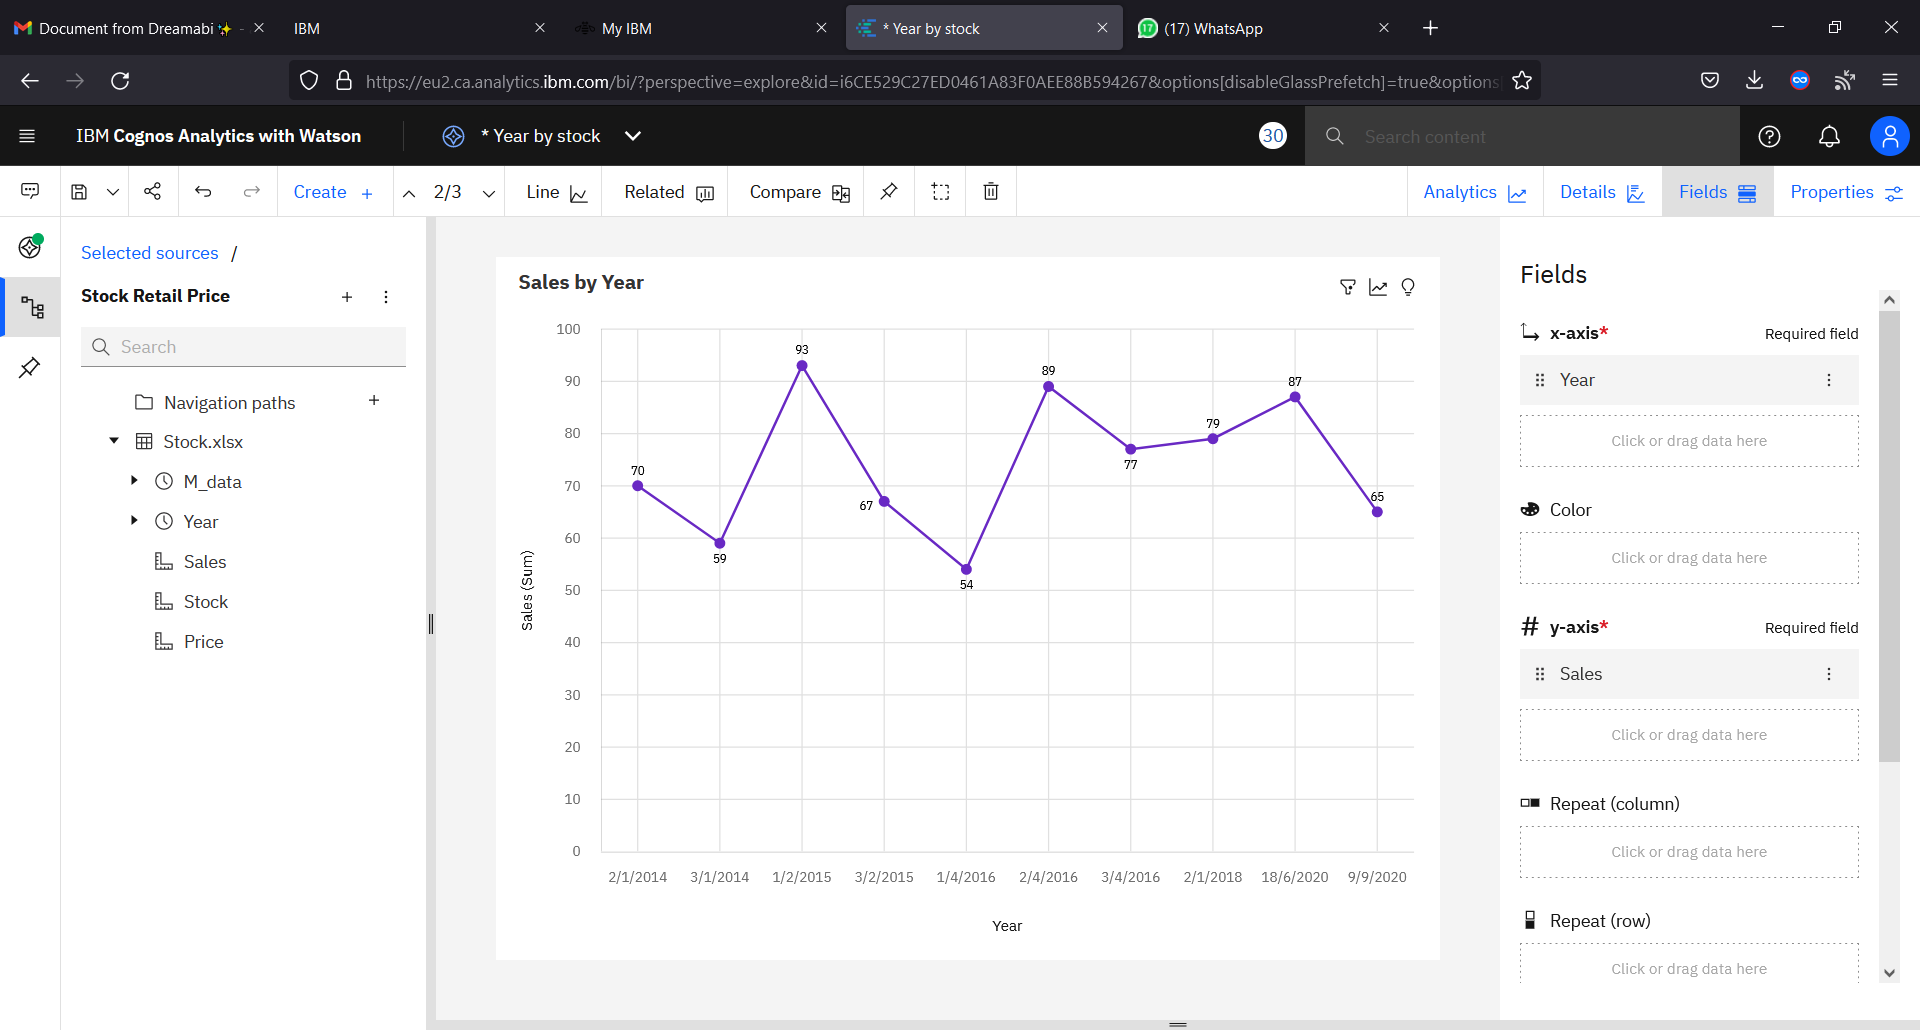 Document from Dreamabi✨ -
IBM
My IBM
* Year by stock
(17) WhatsApp
https://eu2.ca.analytics.ibm.com/bi/?perspective=explore&id=i6CE529C27ED0461A83F0AEE88B594267&options[disableGlassPrefetch]=true&options
IBM Cognos Analytics with Watson
* Year by stock
30
Search content
Create +
2/3
Line
Related
Compare
Analytics
Details
Fields
Properties
Selected sources /
Stock Retail Price
Search
Navigation paths
Stock.xlsx
M_data
Year
Sales
Stock
Price
Sales by Year
100
90
80
70
60
50
40
30
20
10
0
Sales (Sum)
70
59
93
67
54
89
77
79
87
65
2/1/2014 3/1/2014 1/2/2015 3/2/2015 1/4/2016 2/4/2016 3/4/2016 2/1/2018 18/6/2020 9/9/2020
Year
Fields
x-axis* Required field
Year
Click or drag data here
Color
Click or drag data here
# y-axis* Required field
Sales
Click or drag data here
Repeat (column)
Click or drag data here
Repeat (row)
Click or drag data here